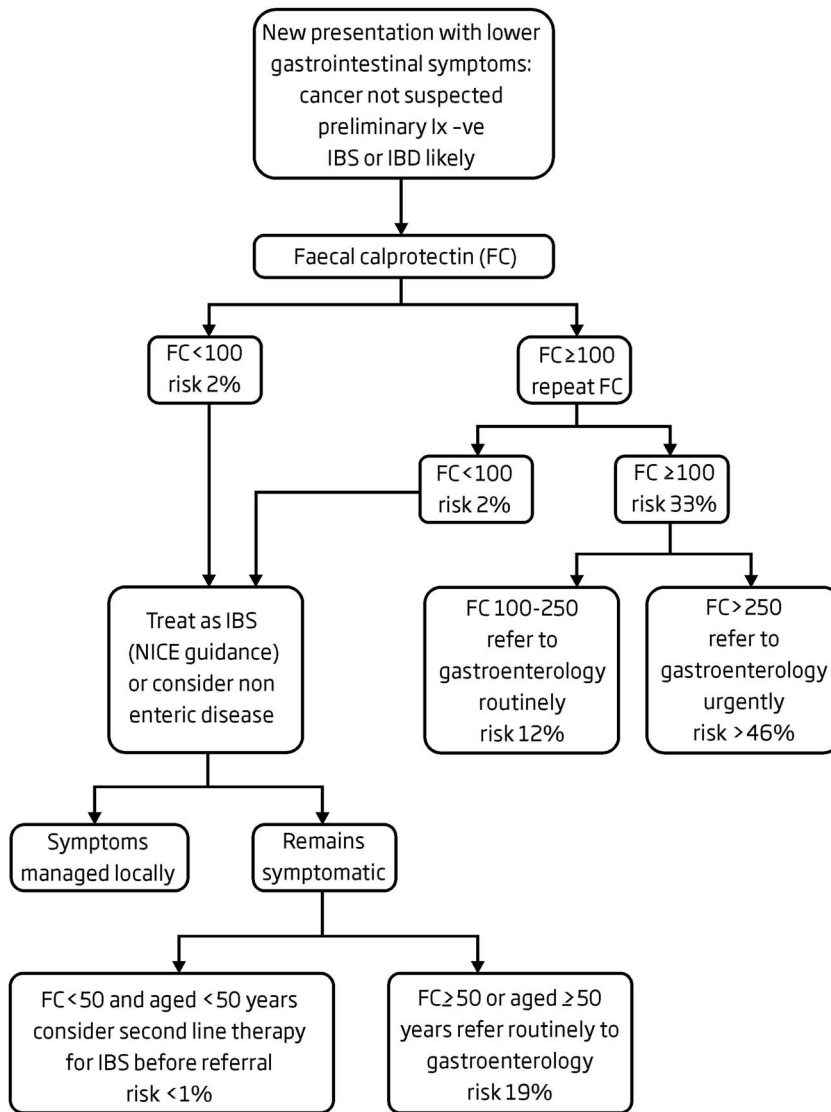 New presentation with lower
gastrointestinal symptoms:
cancer not suspected
preliminary Ix -ve
IBS or IBD likely
Faecal calprotectin (FC)
FC<100
risk 2%
FC≥100
repeat FC
FC<100
risk 2%
FC ≥100
risk 33%
Treat as IBS
(NICE guidance)
or consider non
enteric disease
FC 100-250
refer to
gastroenterology
routinely
risk 12%
FC>250
refer to
gastroenterology
urgently
risk >46%
Symptoms
managed locally
Remains
symptomatic
FC<50 and aged <50 years
consider second line therapy
for IBS before referral
risk <1%
FC≥50 or aged ≥50
years refer routinely to
gastroenterology
risk 19%